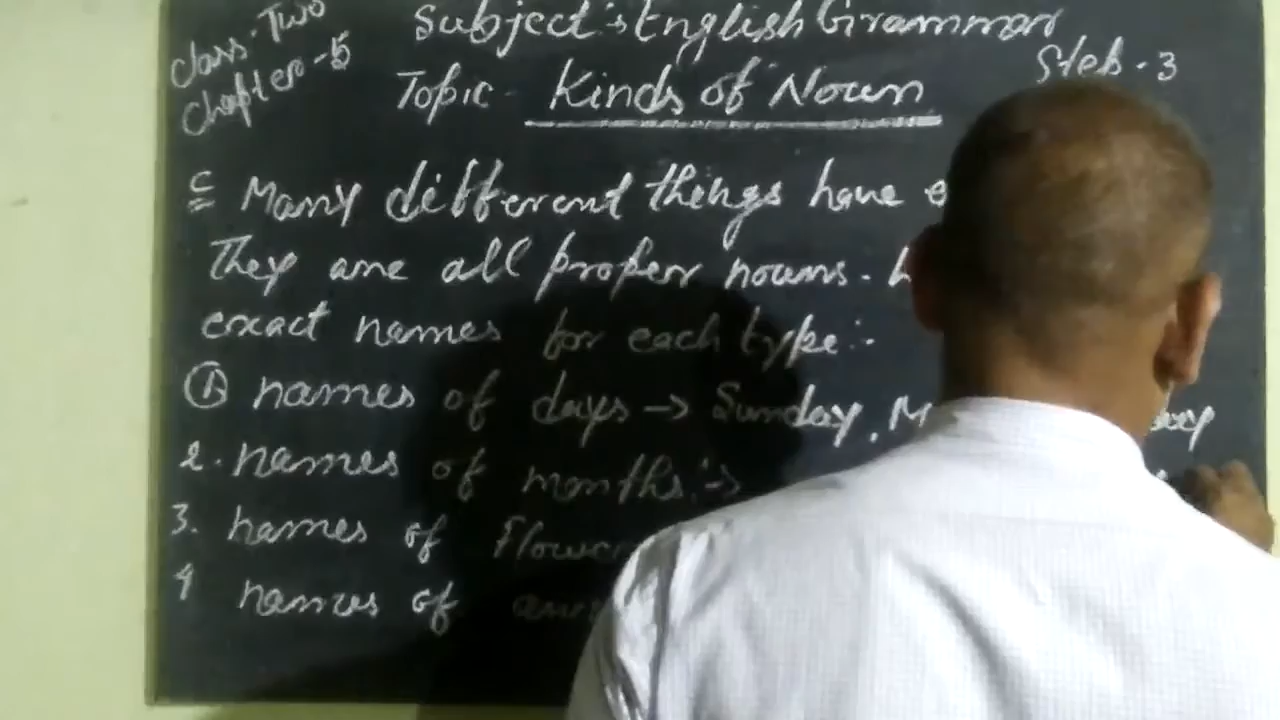 Class. Two
Chapter-5
Subject: English Grammar
Step. 3
Topic - Kinds of Noun
C Many different things have
They are all proper nouns.
exact names for each type:-
1 names of days → Sunday, M
2. names of months:→
3. names of Flower
4 names of